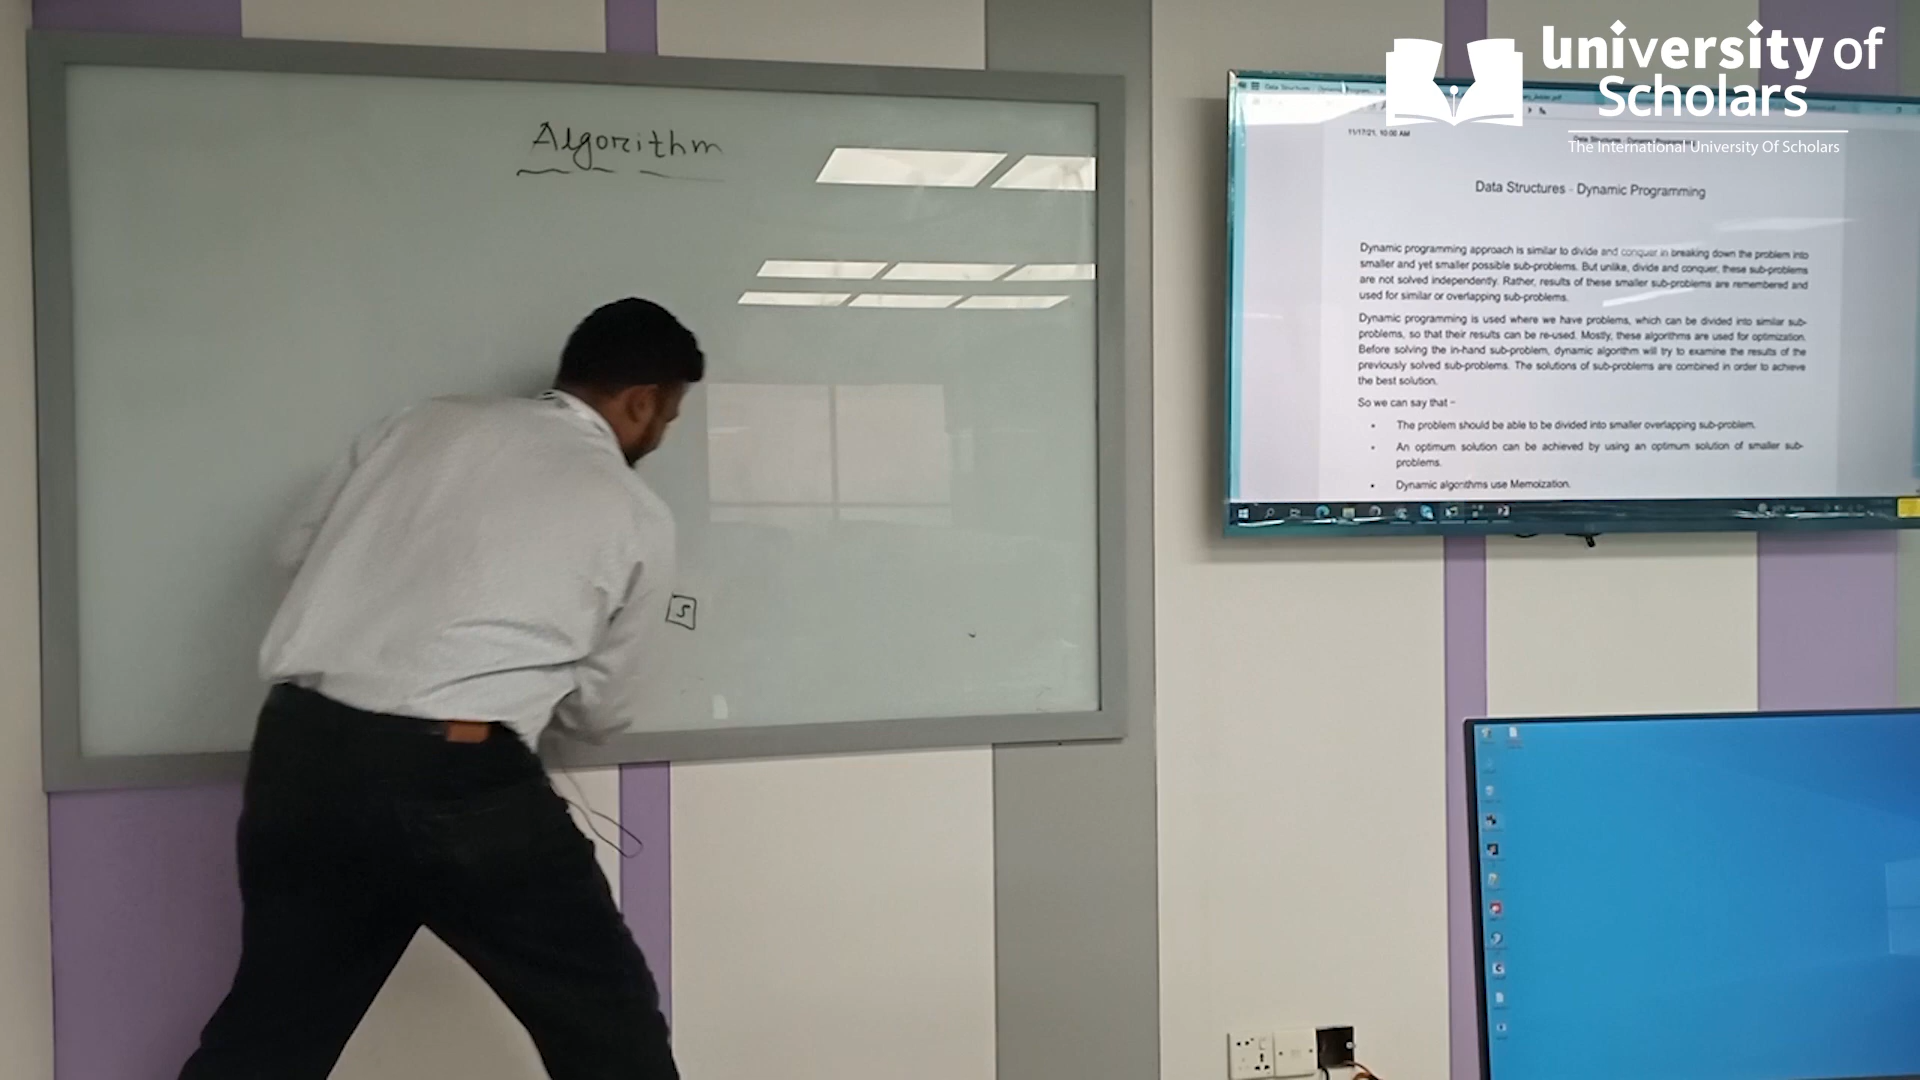 Algorithm
S
University of
Scholars
The International University Of Scholars
11/17/21, 10:00 AM
Data Structures - Dynamic Programming
Dynamic programming approach is similar to divide and conquer in breaking down the problem into
smaller and yet smaller possible sub-problems. But unlike, divide and conquer, these sub-problems
are not solved independently. Rather, results of these smaller sub-problems are remembered and
used for similar or overlapping sub-problems.
Dynamic programming is used where we have problems, which can be divided into similar sub-
problems, so that their results can be re-used. Mostly, these algorithms are used for optimization.
Before solving the in-hand sub-problem, dynamic algorithm will try to examine the results of the
previously solved sub-problems. The solutions of sub-problems are combined in order to achieve
the best solution.
So we can say that −
• The problem should be able to be divided into smaller overlapping sub-problem.
• An optimum solution can be achieved by using an optimum solution of smaller sub-
problems.
• Dynamic algorithms use Memoization.